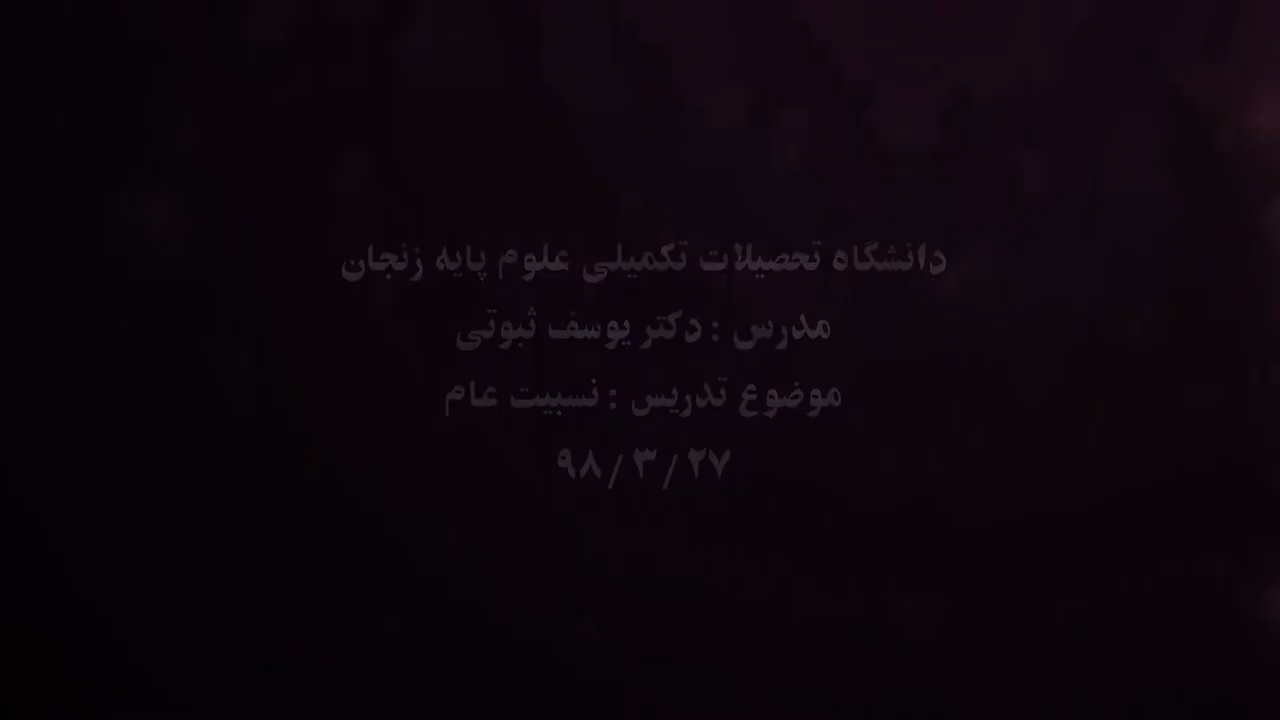 دانشگاه تحصیلات تکمیلی علوم پایه زنجان
مدرس : دکتر یوسف ثبوتی
موضوع تدریس : نسبیت عام
۹۸/۳/۲۷